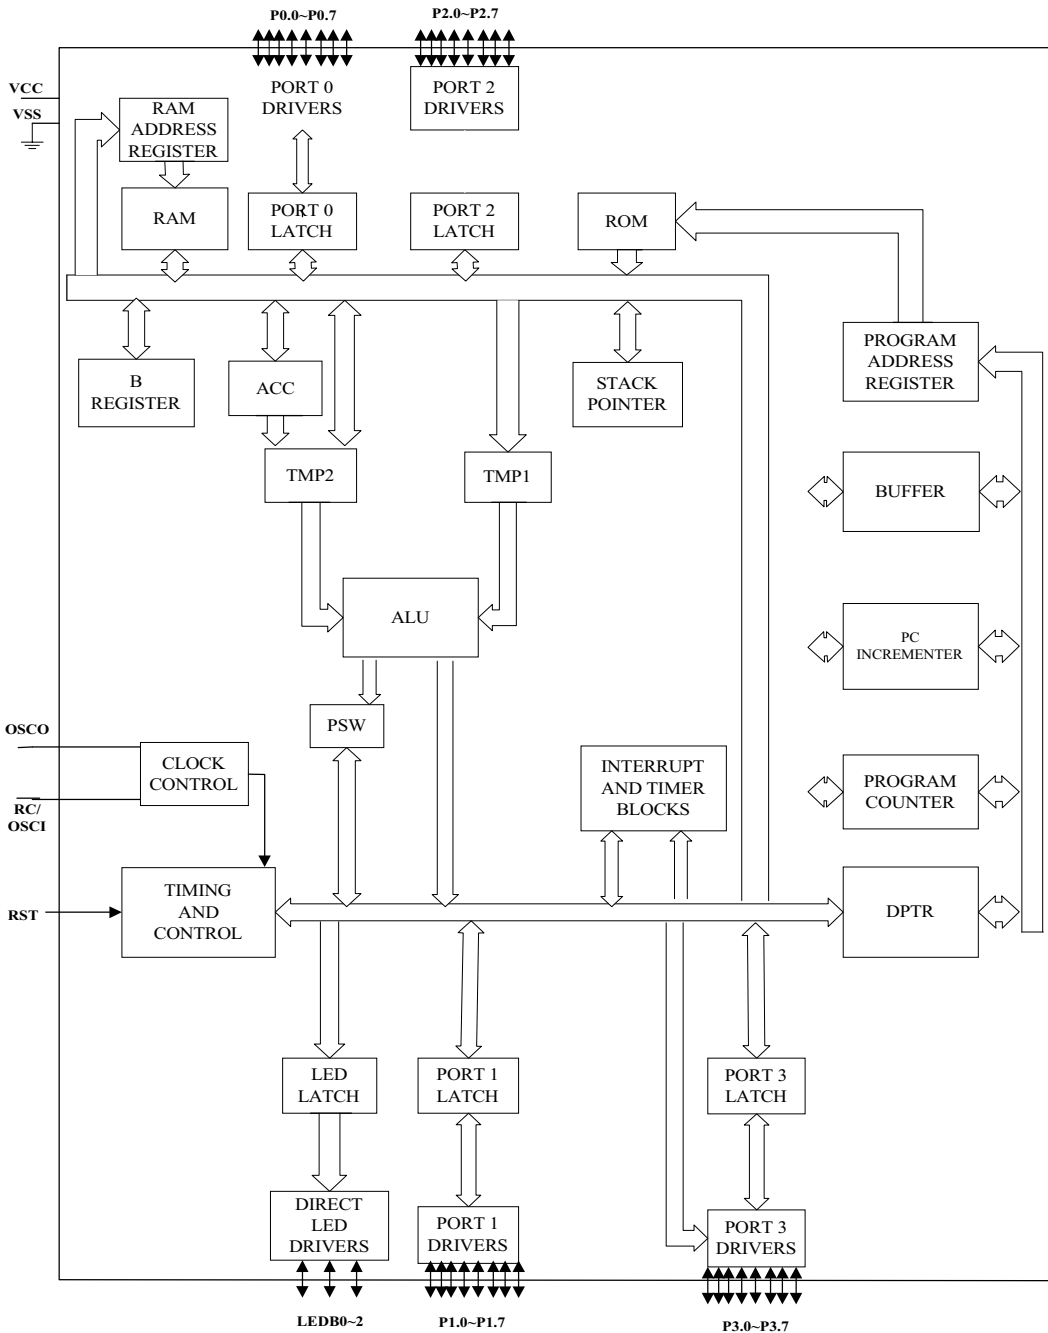 P0.0~P0.7
P2.0~P2.7
VCC
VSS
PORT 0
DRIVERS
PORT 2
DRIVERS
RAM
ADDRESS
REGISTER
RAM
PORT 0
LATCH
PORT 2
LATCH
ROM
B
REGISTER
ACC
STACK
POINTER
PROGRAM
ADDRESS
REGISTER
TMP2
TMP1
BUFFER
ALU
PC
INCREMENTER
PSW
OSCO
CLOCK
CONTROL
RC/
OSCI
INTERRUPT
AND TIMER
BLOCKS
PROGRAM
COUNTER
RST
TIMING
AND
CONTROL
DPTR
LED
LATCH
PORT 1
LATCH
PORT 3
LATCH
DIRECT
LED
DRIVERS
PORT 1
DRIVERS
PORT 3
DRIVERS
LEDB0~2
P1.0~P1.7
P3.0~P3.7